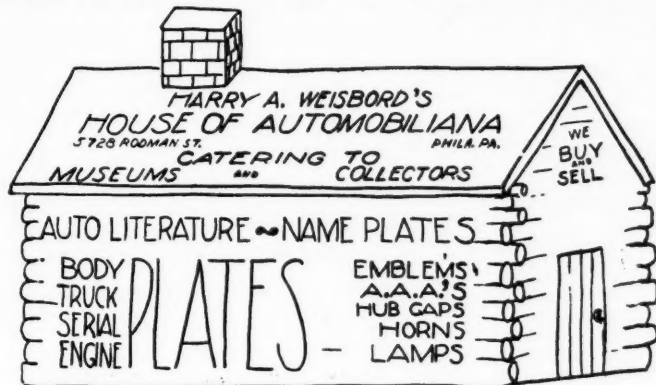 HARRY A. WEISBORD'S
HOUSE OF AUTOMOBILIANA
5728 RODMAN ST. PHILA. PA.
CATERING TO
MUSEUMS AND COLLECTORS
WE
BUY
AND
SELL
AUTO LITERATURE ~ NAME PLATES
BODY
TRUCK
SERIAL
ENGINE
PLATES –
EMBLEMS
A.A.A.'S
HUB CAPS
HORNS
LAMPS